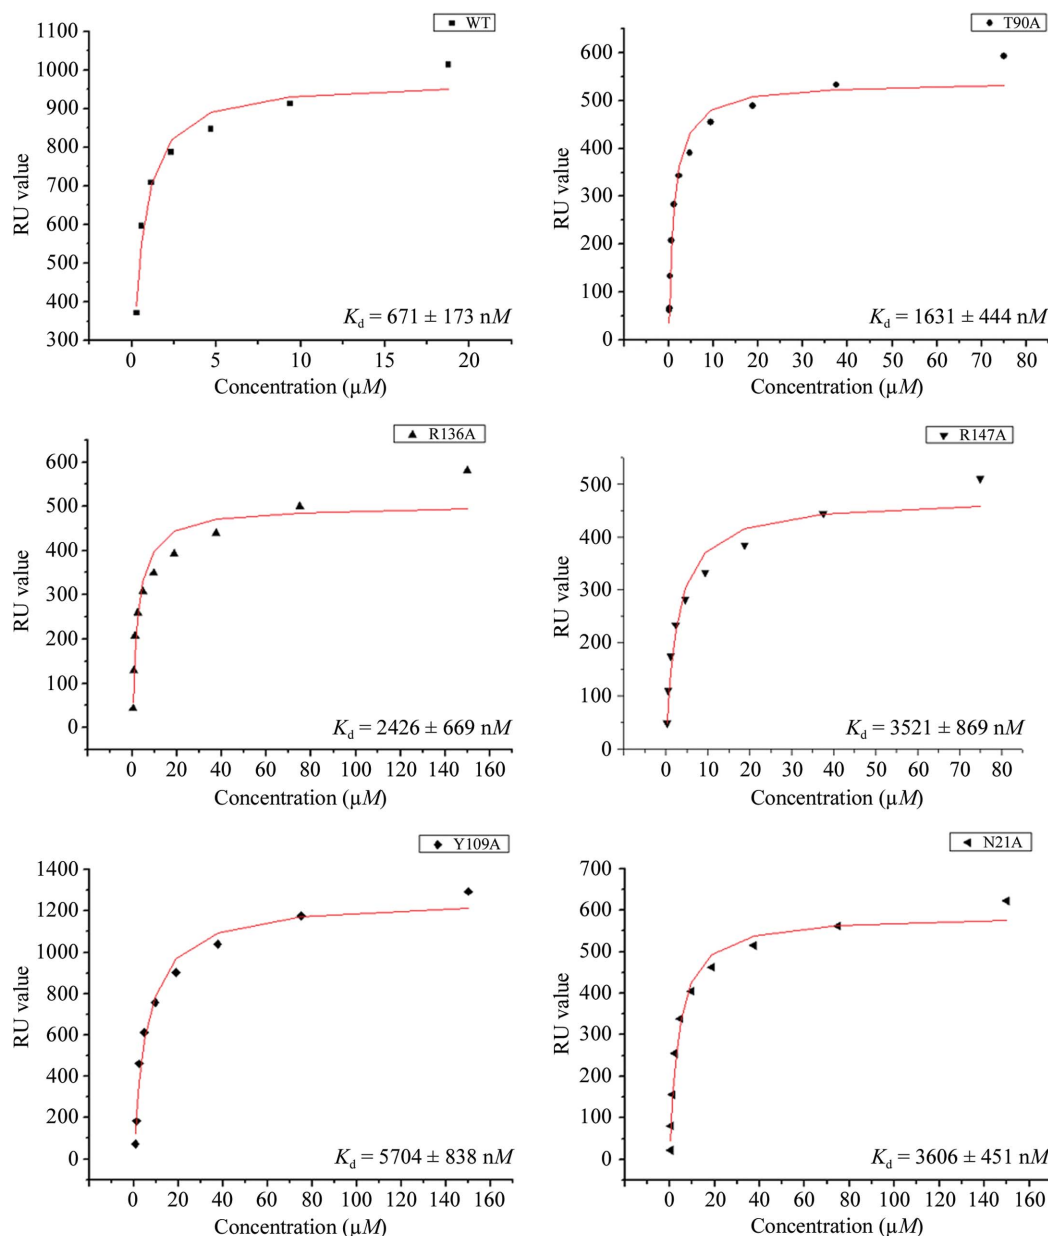 WT
1100
1000
900
800
700
600
500
400
300
RU value
K_d = 671 ± 173 nM
0 5 10 15 20
Concentration (µM)
T90A
600
500
400
300
200
100
0
RU value
K_d = 1631 ± 444 nM
0 10 20 30 40 50 60 70 80
Concentration (µM)
R136A
600
500
400
300
200
100
0
RU value
K_d = 2426 ± 669 nM
0 20 40 60 80 100 120 140 160
Concentration (µM)
R147A
500
400
300
200
100
0
RU value
K_d = 3521 ± 869 nM
0 10 20 30 40 50 60 70 80
Concentration (µM)
Y109A
1400
1200
1000
800
600
400
200
0
RU value
K_d = 5704 ± 838 nM
0 20 40 60 80 100 120 140 160
Concentration (µM)
N21A
700
600
500
400
300
200
100
0
RU value
K_d = 3606 ± 451 nM
0 20 40 60 80 100 120 140 160
Concentration (µM)